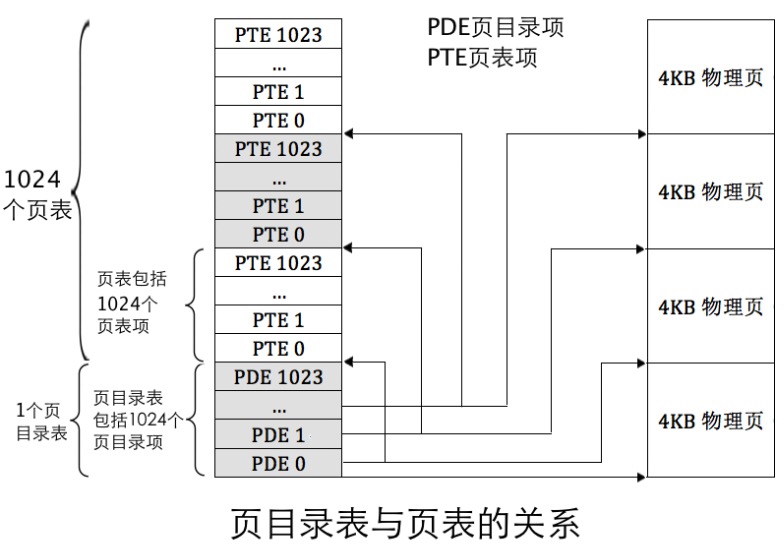 PDE页目录项
PTE页表项
1024
个页表
页表包括
1024个
页表项
1个页
目录表
页目录表
包括1024个
页目录项
PTE 1023
...
PTE 1
PTE 0
PTE 1023
...
PTE 1
PTE 0
PTE 1023
...
PTE 1
PTE 0
PDE 1023
...
PDE 1
PDE 0
4KB 物理页
4KB 物理页
4KB 物理页
4KB 物理页
页目录表与页表的关系